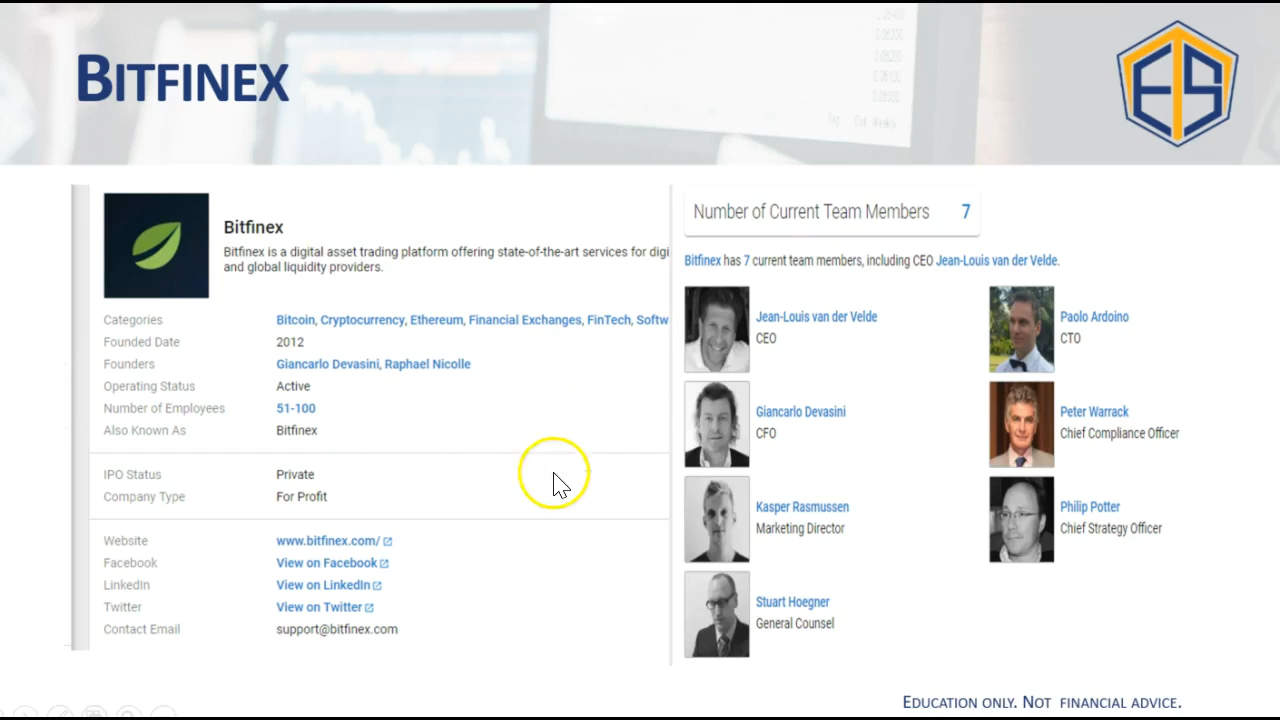 BITFINEX
ES
Bitfinex
Bitfinex is a digital asset trading platform offering state-of-the-art services for digi
and global liquidity providers.
Categories Bitcoin, Cryptocurrency, Ethereum, Financial Exchanges, FinTech, Softw
Founded Date 2012
Founders Giancarlo Devasini, Raphael Nicolle
Operating Status Active
Number of Employees 51-100
Also Known As Bitfinex
IPO Status Private
Company Type For Profit
Website www.bitfinex.com/
Facebook View on Facebook
LinkedIn View on LinkedIn
Twitter View on Twitter
Contact Email support@bitfinex.com
Number of Current Team Members 7
Bitfinex has 7 current team members, including CEO Jean-Louis van der Velde.
Jean-Louis van der Velde
CEO
Paolo Ardoino
CTO
Giancarlo Devasini
CFO
Peter Warrack
Chief Compliance Officer
Kasper Rasmussen
Marketing Director
Philip Potter
Chief Strategy Officer
Stuart Hoegner
General Counsel
EDUCATION ONLY. NOT FINANCIAL ADVICE.